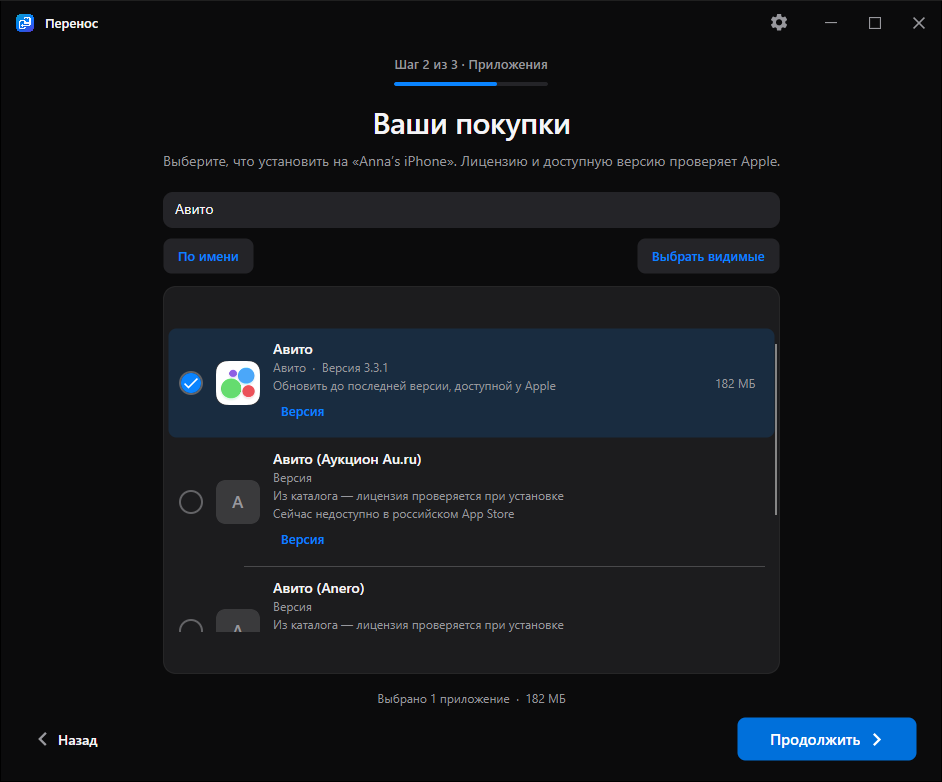 Перенос
Шаг 2 из 3 · Приложения
Ваши покупки
Выберите, что установить на «Anna's iPhone». Лицензию и доступную версию проверяет Apple.
Авито
По имени
Выбрать видимые
Авито
Авито · Версия 3.3.1
Обновить до последней версии, доступной у Apple
182 МБ
Версия
Авито (Аукцион Au.ru)
Версия
Из каталога — лицензия проверяется при установке
Сейчас недоступно в российском App Store
А
Версия
Авито (Anero)
Версия
Из каталога — лицензия проверяется при установке
А
Выбрано 1 приложение · 182 МБ
Назад
Продолжить